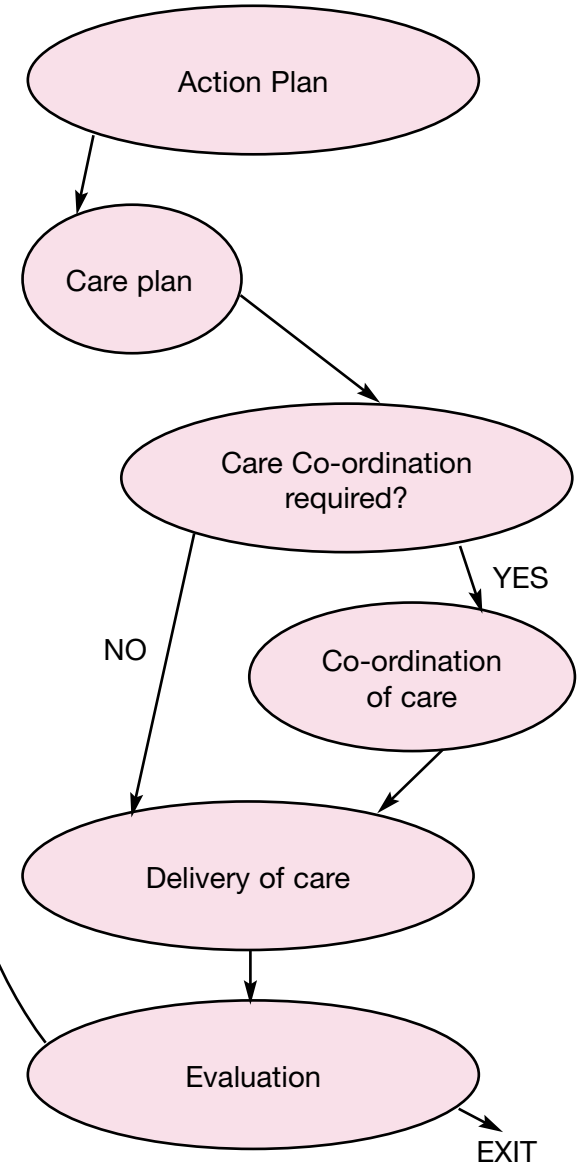 Action Plan
Care plan
Care Co-ordination
required?
YES
NO
Co-ordination
of care
Delivery of care
Evaluation
EXIT